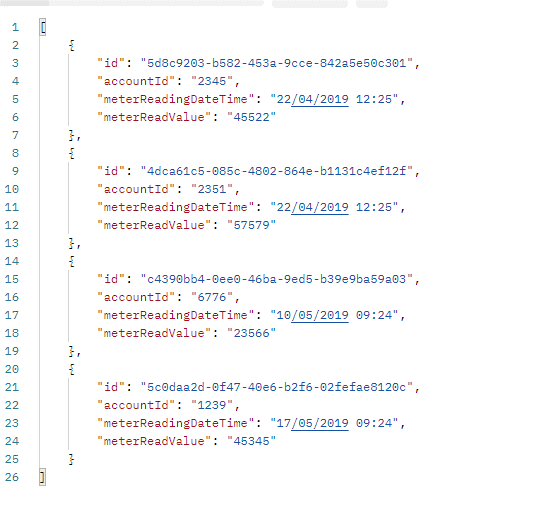 1 [
2 {
3 "id": "5d8c9203-b582-453a-9cce-842a5e50c301",
4 "accountId": "2345",
5 "meterReadingDateTime": "22/04/2019 12:25",
6 "meterReadValue": "45522"
7 },
8 {
9 "id": "4dca61c5-085c-4802-864e-b1131c4ef12f",
10 "accountId": "2351",
11 "meterReadingDateTime": "22/04/2019 12:25",
12 "meterReadValue": "57579"
13 },
14 {
15 "id": "c4390bb4-0ee0-46ba-9ed5-b39e9ba59a03",
16 "accountId": "6776",
17 "meterReadingDateTime": "10/05/2019 09:24",
18 "meterReadValue": "23566"
19 },
20 {
21 "id": "5c0daa2d-0f47-40e6-b2f6-02fefae8120c",
22 "accountId": "1239",
23 "meterReadingDateTime": "17/05/2019 09:24",
24 "meterReadValue": "45345"
25 }
26 ]